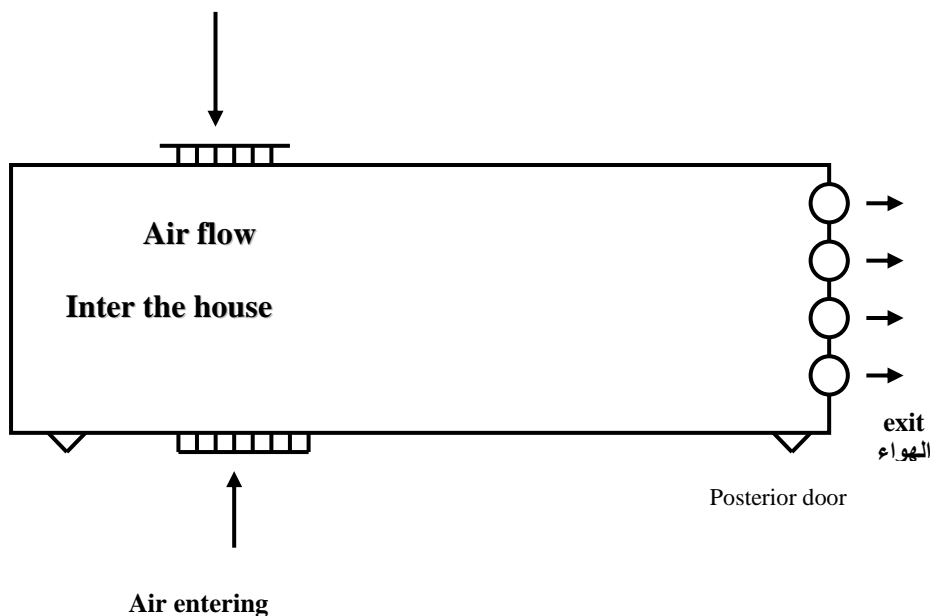 Air flow
Inter the house
exit
الهواء
Posterior door
Air entering